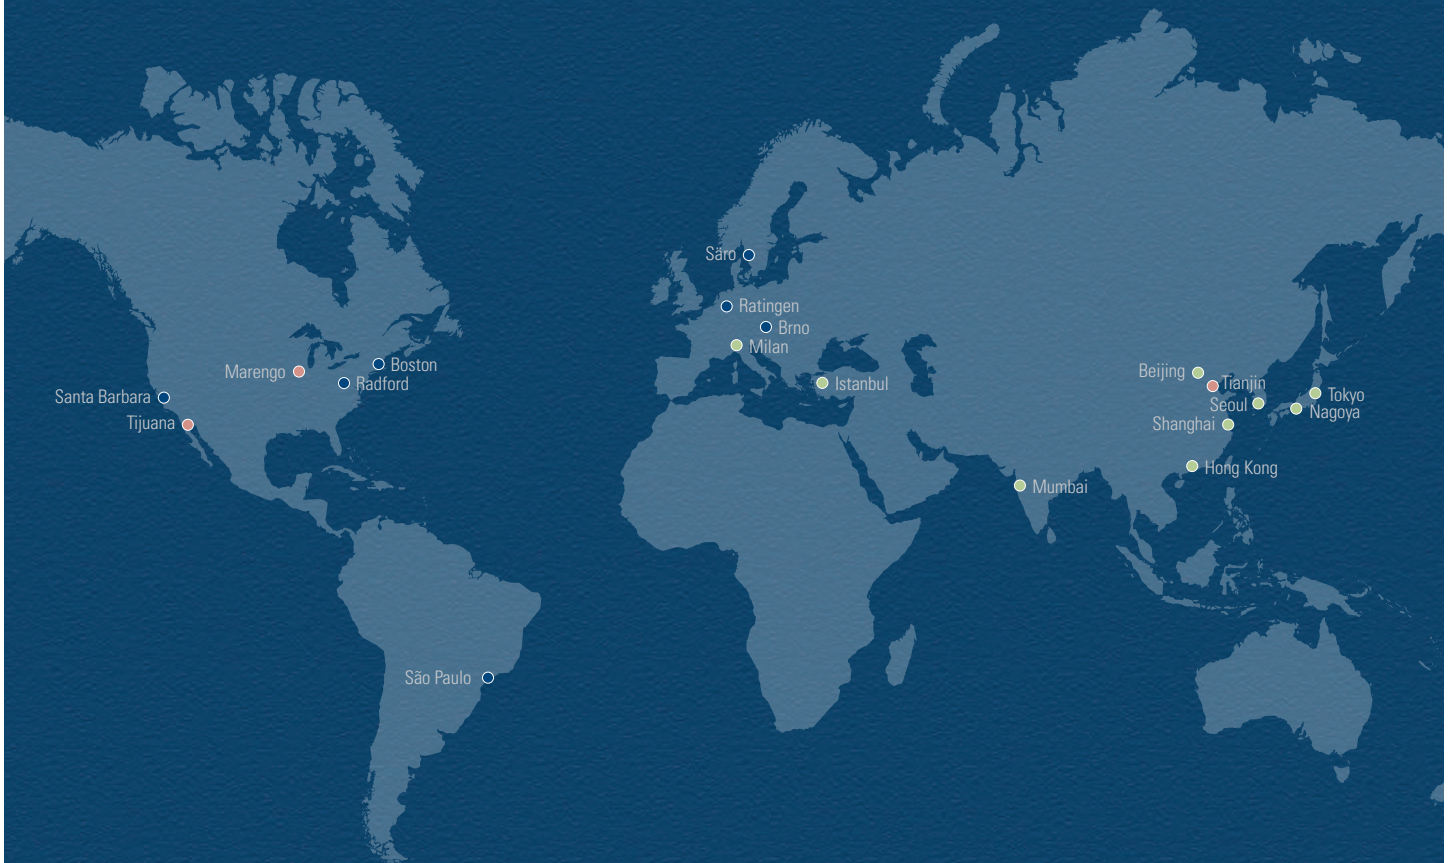 Säro
Ratingen
Brno
Milan
Istanbul
Boston
Marengo
Radford
Santa Barbara
Tijuana
Beijing
Tianjin
Seoul
Tokyo
Nagoya
Shanghai
Hong Kong
Mumbai
São Paulo